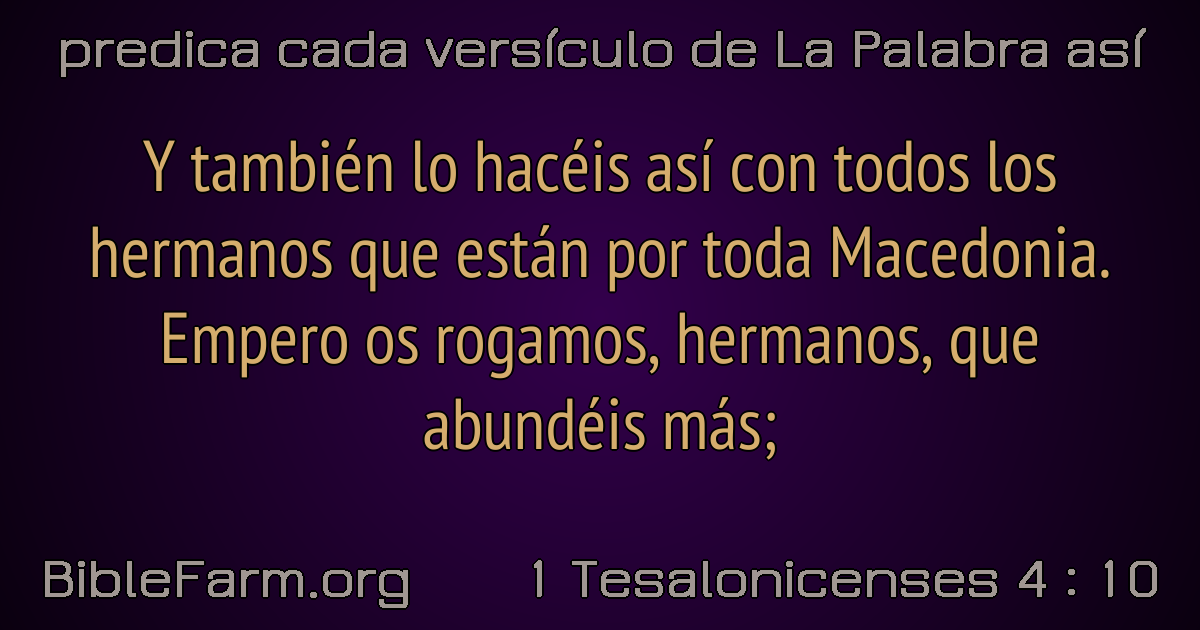 predica cada versículo de La Palabra así
Y también lo hacéis así con todos los
hermanos que están por toda Macedonia.
Empero os rogamos, hermanos, que
abundéis más;
BibleFarm.org 1 Tesalonicenses 4 : 10